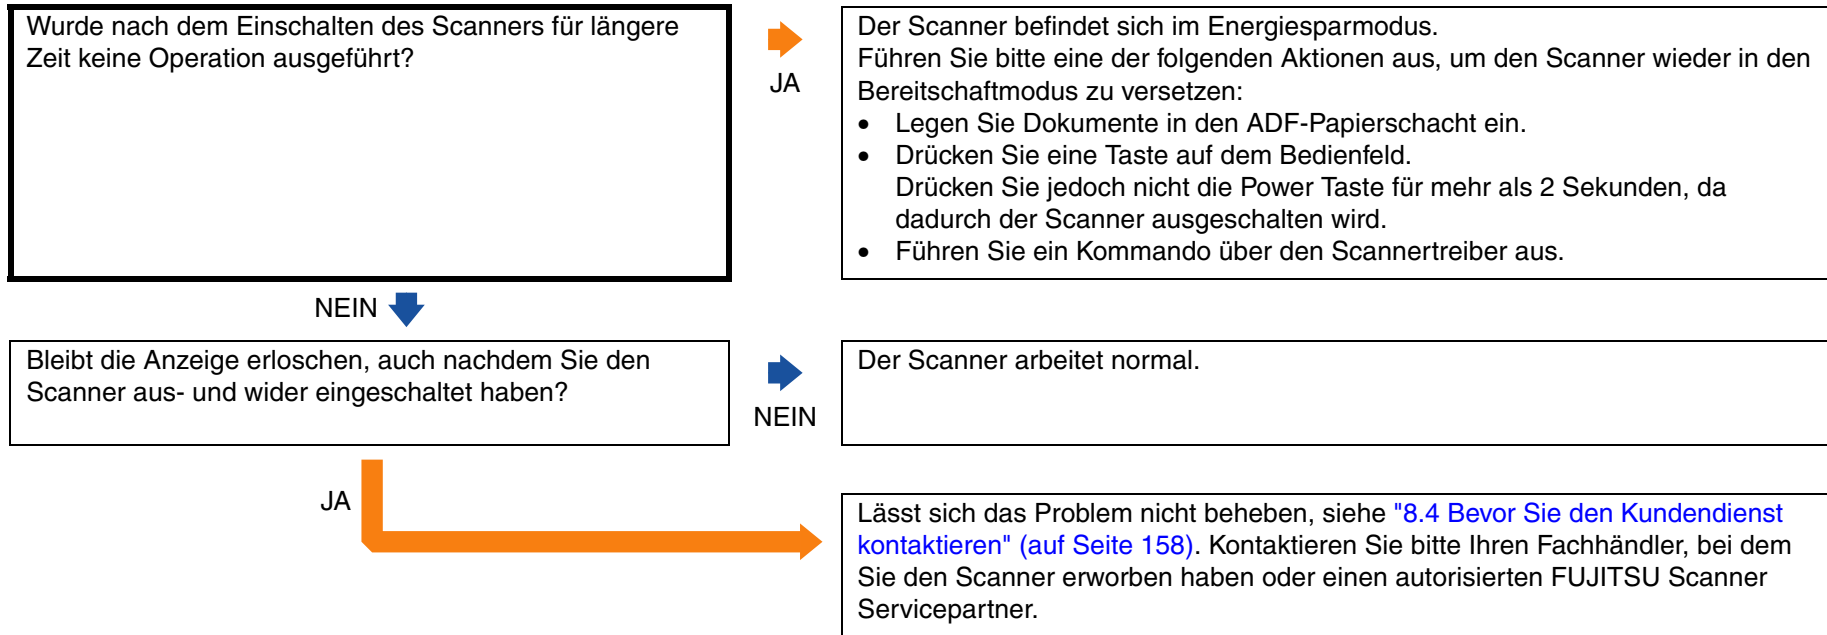 Wurde nach dem Einschalten des Scanners für längere
Zeit keine Operation ausgeführt?
JA
Der Scanner befindet sich im Energiesparmodus.
Führen Sie bitte eine der folgenden Aktionen aus, um den Scanner wieder in den
Bereitschaftmodus zu versetzen:
• Legen Sie Dokumente in den ADF-Papierschacht ein.
• Drücken Sie eine Taste auf dem Bedienfeld.
Drücken Sie jedoch nicht die Power Taste für mehr als 2 Sekunden, da
dadurch der Scanner ausgeschalten wird.
• Führen Sie ein Kommando über den Scannertreiber aus.
NEIN
Bleibt die Anzeige erloschen, auch nachdem Sie den
Scanner aus- und wider eingeschaltet haben?
NEIN
Der Scanner arbeitet normal.
JA
Lässt sich das Problem nicht beheben, siehe "8.4 Bevor Sie den Kundendienst
kontaktieren" (auf Seite 158). Kontaktieren Sie bitte Ihren Fachhändler, bei dem
Sie den Scanner erworben haben oder einen autorisierten FUJITSU Scanner
Servicepartner.